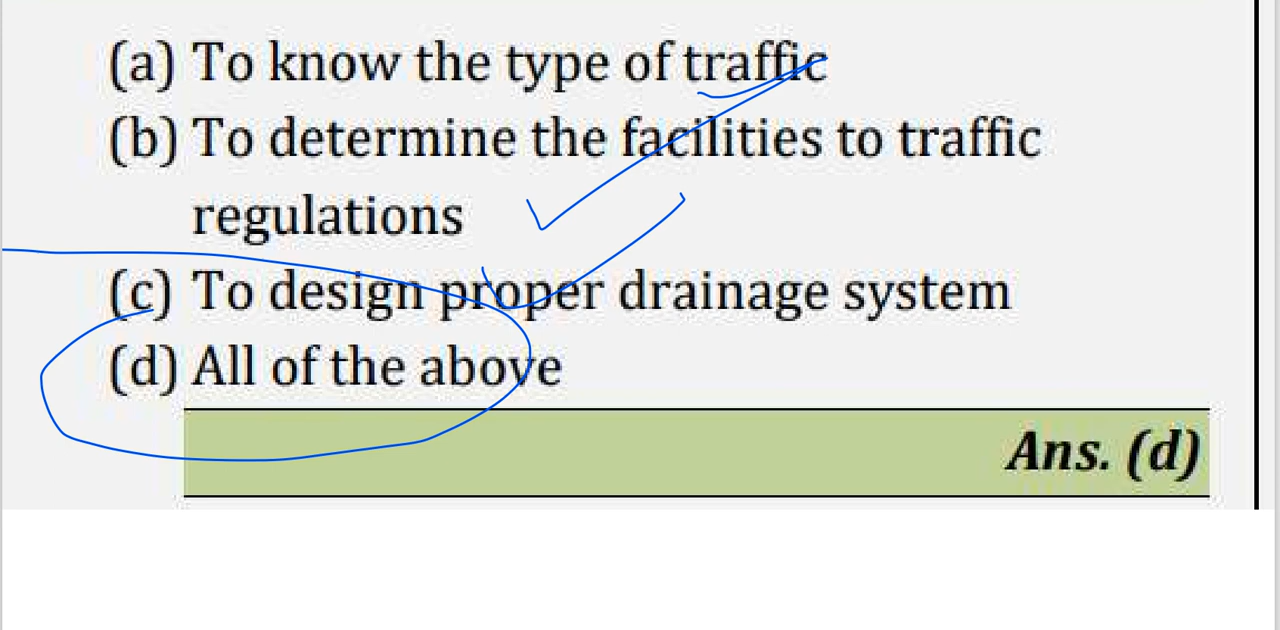 (a) To know the type of traffic
(b) To determine the facilities to traffic
regulations
(c) To design proper drainage system
(d) All of the above
Ans. (d)